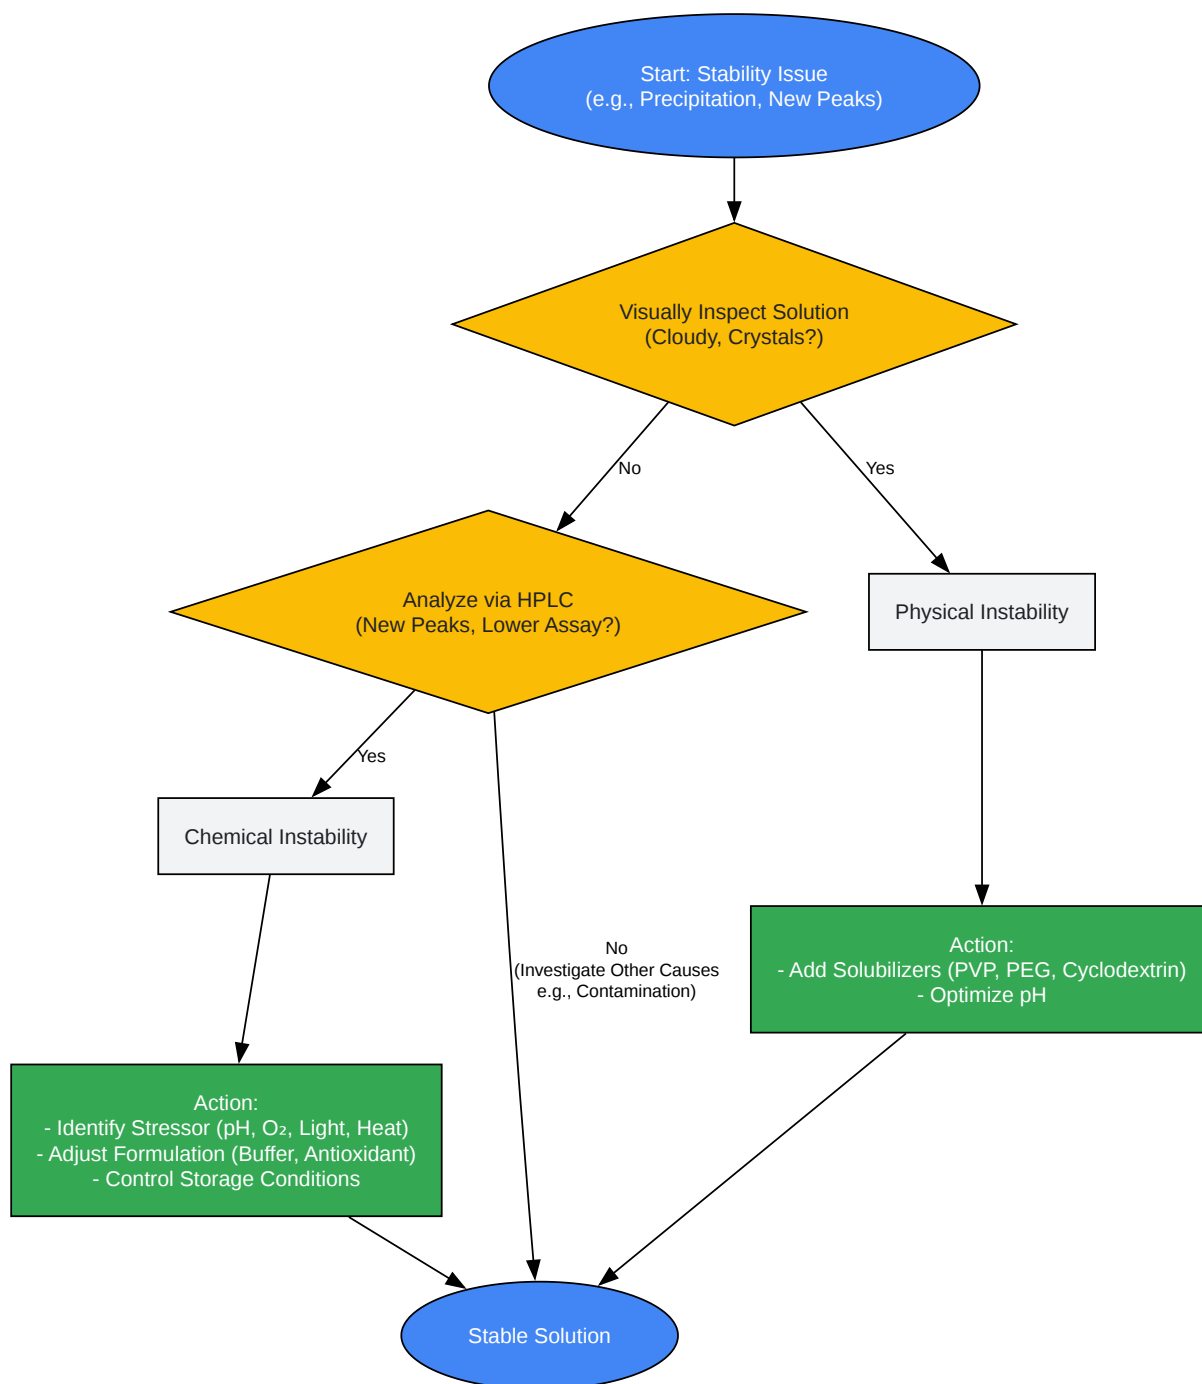 Start: Stability Issue
(e.g., Precipitation, New Peaks)
Visually Inspect Solution
(Cloudy, Crystals?)
No
Yes
Analyze via HPLC
(New Peaks, Lower Assay?)
Physical Instability
Yes
Chemical Instability
No
(Investigate Other Causes
e.g., Contamination)
Action:
- Add Solubilizers (PVP, PEG, Cyclodextrin)
- Optimize pH
Action:
- Identify Stressor (pH, O₂, Light, Heat)
- Adjust Formulation (Buffer, Antioxidant)
- Control Storage Conditions
Stable Solution